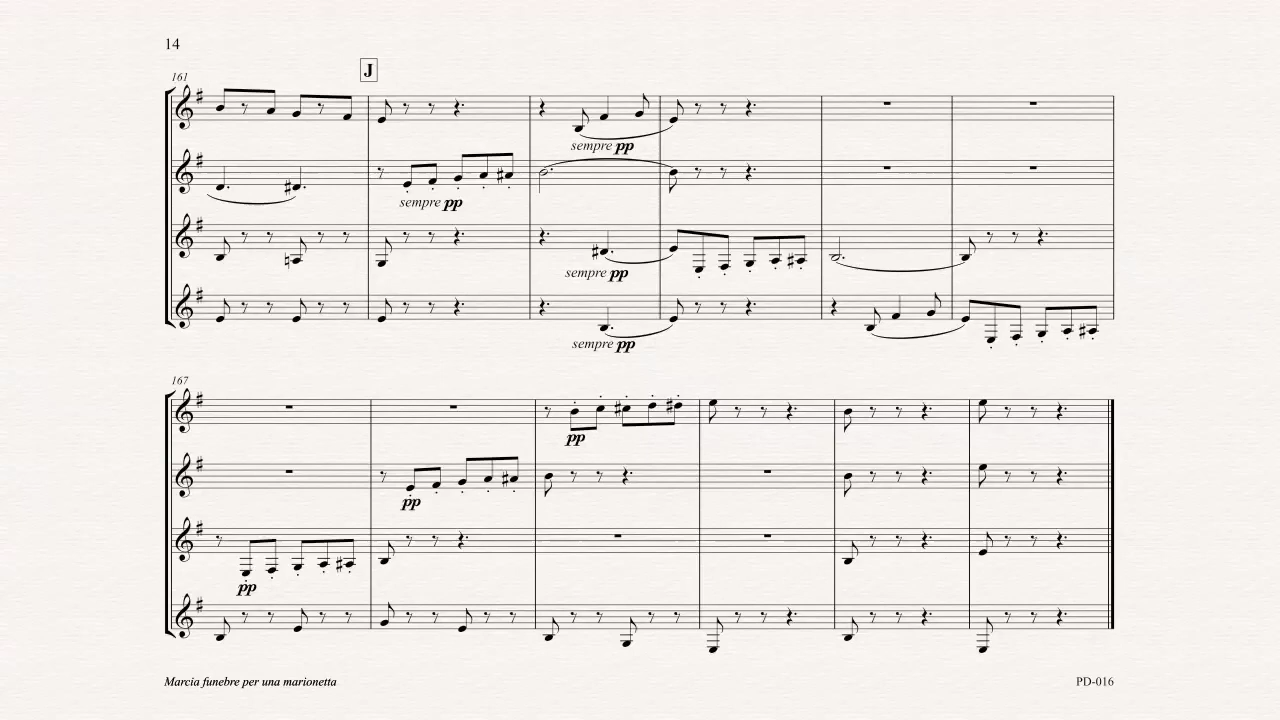 14
161
J
sempre pp
sempre pp
sempre pp
sempre pp
167
pp
pp
pp
Marcia funebre per una marionetta PD-016